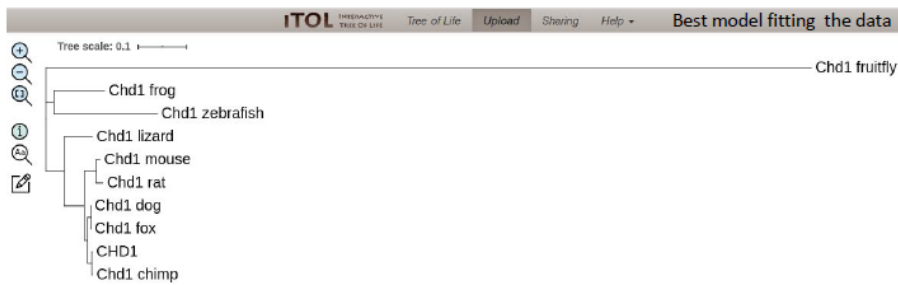 iTOL INTERACTIVE TREE OF LIFE Tree of Life Upload Sharing Help Best model fitting the data
Tree scale: 0.1
Chd1 fruitfly
Chd1 frog
Chd1 zebrafish
Chd1 lizard
Chd1 mouse
Chd1 rat
Chd1 dog
Chd1 fox
CHD1
Chd1 chimp